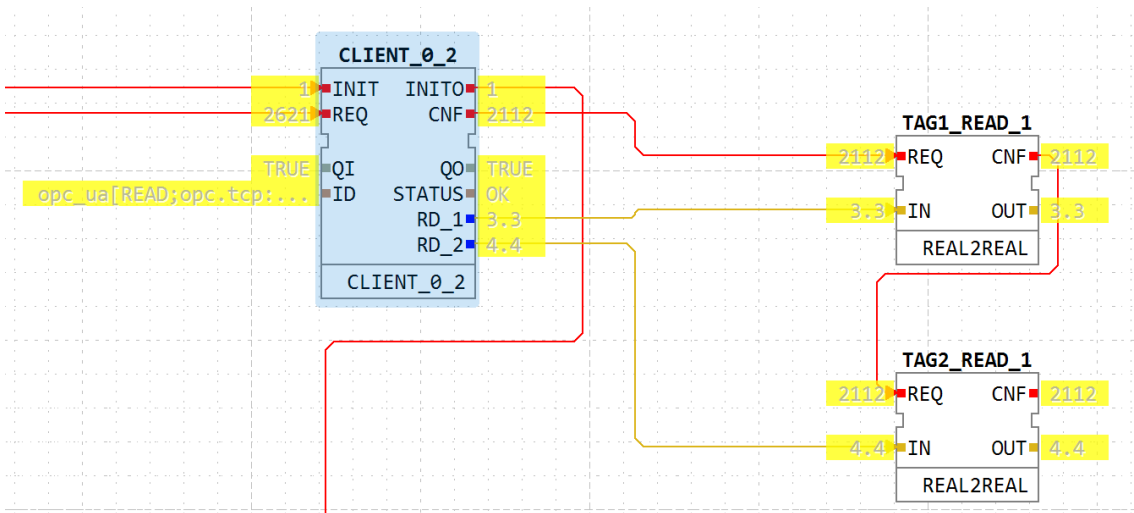 CLIENT_0_2
1 INIT INITO 1
2621 REQ CNF 2112
TRUE QI QO TRUE
opc_ua[READ;opc.tcp:... ID STATUS OK
RD_1 3.3
RD_2 4.4
CLIENT_0_2
TAG1_READ_1
2112 REQ CNF 2112
3.3 IN OUT 3.3
REAL2REAL
TAG2_READ_1
2112 REQ CNF 2112
4.4 IN OUT 4.4
REAL2REAL